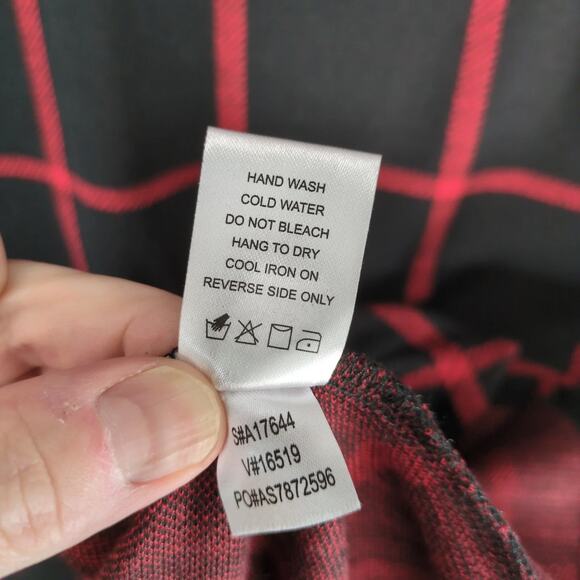 HAND WASH
COLD WATER
DO NOT BLEACH
HANG TO DRY
COOL IRON ON
REVERSE SIDE ONLY
S#A17644
V#16519
PO#AS7872596